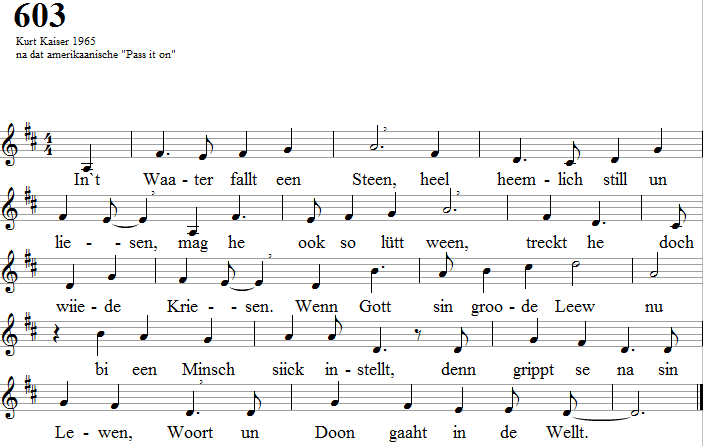 603
Kurt Kaiser 1965
na dat amerikaanische "Pass it on"
In`t Waa - ter fallt een Steen, heel heem - lich still un
lie - - sen, mag he ook so lütt ween, treckt he doch
wiie - de Krie - - sen. Wenn Gott sin groo - de Leew nu
bi een Minsch siick in - stellt, denn grippt se na sin
Le - wen, Woort un Doon gaaht in de Wellt.